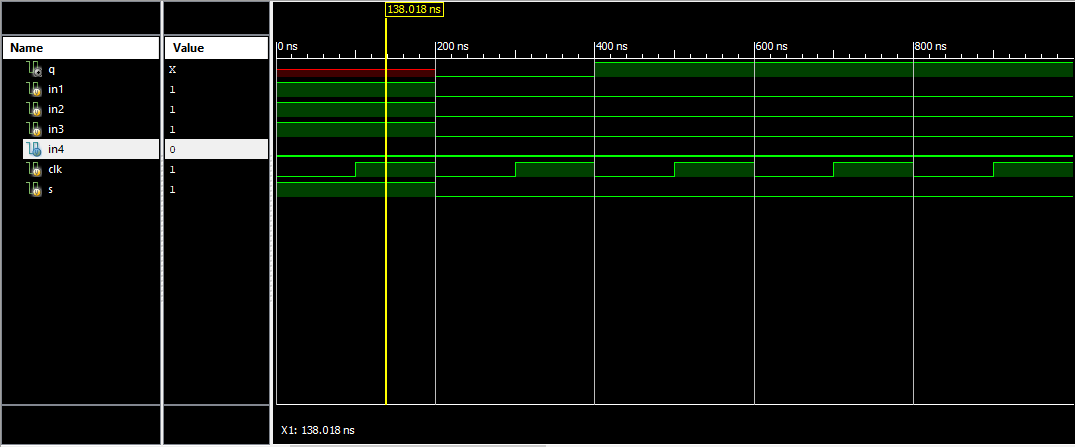 138.018 ns
Name Value 0 ns 200 ns 400 ns 600 ns 800 ns
q X
in1 1
in2 1
in3 1
in4 0
clk 1
s 1
X1: 138.018 ns